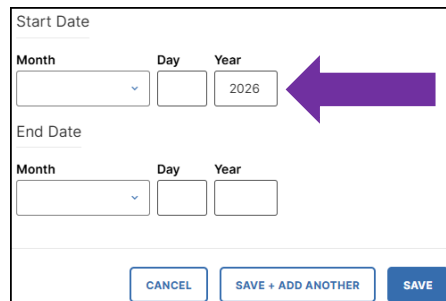 Start Date
Month Day Year
2026
End Date
Month Day Year
CANCEL SAVE + ADD ANOTHER SAVE